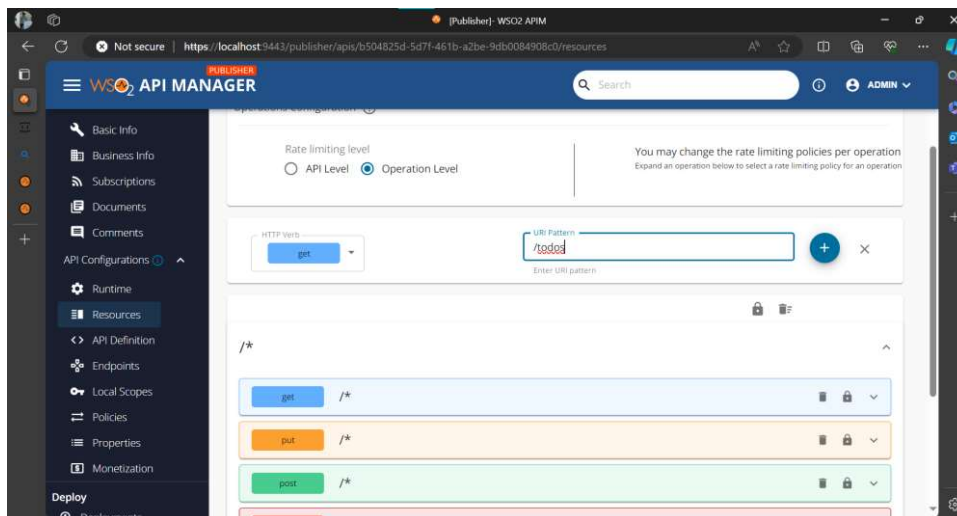 [Publisher]- WSO2 APIM
Not secure https://localhost:9443/publisher/apis/b504825d-5d7f-461b-a2be-9db0084908c0/resources
PUBLISHER
WSO2 API MANAGER
Search
ADMIN
Operations Configuration
Basic Info
Business Info
Subscriptions
Documents
Comments
API Configurations
Runtime
Resources
API Definition
Endpoints
Local Scopes
Policies
Properties
Monetization
Deploy
Deployments
Rate limiting level
API Level Operation Level
You may change the rate limiting policies per operation
Expand an operation below to select a rate limiting policy for an operation
HTTP Verb
get
URI Pattern
/todos
Enter URI pattern
/*
get /*
put /*
post /*